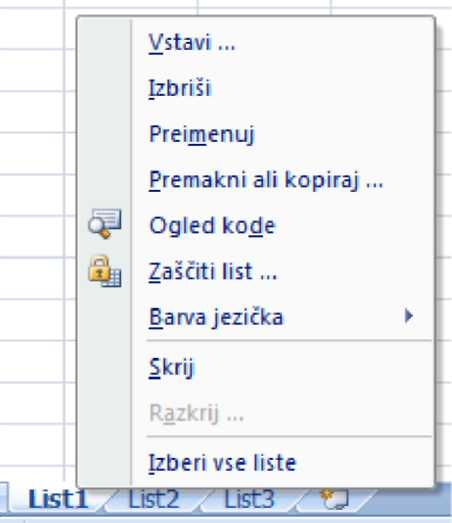 Vstavi ...
Izbriši
Preimenuj
Premakni ali kopiraj ...
Ogled kode
Zaščiti list ...
Barva jezička
Skrij
Razkrij ...
Izberi vse liste
List1 List2 List3